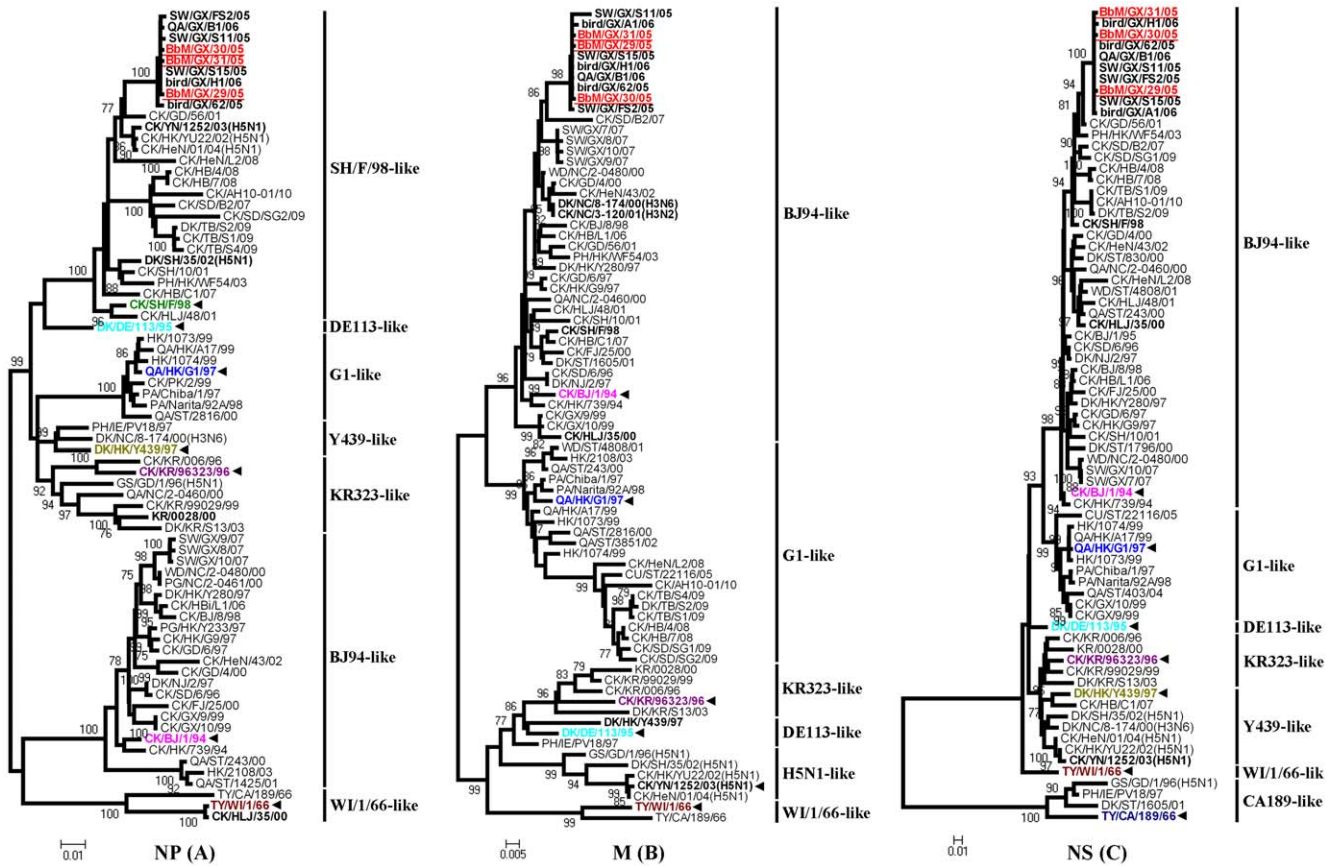 SW/GX/FS2/05
QA/GX/B1/06
SW/GX/S11/05
BbM/GX/30/05
BbM/GX/31/05
SW/GX/S15/05
bird/GX/H1/06
BbM/GX/29/05
bird/GX/62/05
CK/GD/56/01
CK/YN/1252/03(H5N1)
CK/HK/YU22/02(H5N1)
CK/HeN/01/04(H5N1)
CK/HeN/L2/08
CK/HB/4/08
CK/HB/7/08
CK/AH10-01/10
CK/SD/B2/07
CK/SD/SG2/09
DK/TB/S2/09
CK/TB/S1/09
CK/TB/S4/09
DK/SH/35/02(H5N1)
CK/SH/10/01
PH/HK/WF54/03
CK/HB/C1/07
CK/SH/F/98
CK/HLJ/48/01
DK/DE/113/95
HK/1073/99
QA/HK/A17/99
HK/1074/99
QA/HK/G1/97
CK/PK/2/99
PA/Chiba/1/97
PA/Narita/92A/98
QA/ST/2816/00
PH/IE/PV18/97
DK/NC/8-174/00(H3N6)
DK/HK/Y439/97
CK/KR/006/96
CK/KR/96323/96
GS/GD/1/96(H5N1)
QA/NC/2-0460/00
CK/KR/99029/99
KR/0028/00
DK/KR/S13/03
SW/GX/9/07
SW/GX/8/07
SW/GX/10/07
WD/NC/2-0480/00
PG/NC/2-0461/00
DK/HK/Y280/97
CK/HBi/L1/06
CK/BJ/8/98
PG/HK/Y233/97
CK/HK/G9/97
CK/GD/6/97
CK/HeN/43/02
CK/GD/4/00
DK/NJ/2/97
CK/SD/6/96
CK/FJ/25/00
CK/GX/9/99
CK/GX/10/99
CK/BJ/1/94
CK/HK/739/94
QA/ST/243/00
HK/2108/03
QA/ST/1425/01
TY/CA/189/66
TY/WI/1/66
CK/HLJ/35/00
SH/F/98-like
DE113-like
G1-like
Y439-like
KR323-like
BJ94-like
WI/1/66-like
0.01
NP (A)
SW/GX/S11/05
bird/GX/A1/06
BbM/GX/31/05
BbM/GX/29/05
SW/GX/S15/05
bird/GX/H1/06
QA/GX/B1/06
bird/GX/62/05
BbM/GX/30/05
SW/GX/FS2/05
CK/SD/B2/07
SW/GX/7/07
SW/GX/8/07
SW/GX/10/07
SW/GX/9/07
WD/NC/2-0480/00
CK/GD/4/00
CK/HeN/43/02
DK/NC/8-174/00(H3N6)
CK/NC/3-120/01(H3N2)
CK/BJ/8/98
CK/HB/L1/06
CK/GD/56/01
PH/HK/WF54/03
DK/HK/Y280/97
CK/GD/6/97
CK/HK/G9/97
QA/NC/2-0460/00
CK/HLJ/48/01
CK/SH/10/01
CK/SH/F/98
CK/HB/C1/07
CK/FJ/25/00
DK/ST/1605/01
CK/SD/6/96
DK/NJ/2/97
CK/BJ/1/94
CK/HK/739/94
CK/GX/9/99
CK/GX/10/99
CK/HLJ/35/00
WD/ST/4808/01
HK/2108/03
QA/ST/243/00
PA/Chiba/1/97
PA/Narita/92A/98
QA/HK/G1/97
QA/HK/A17/99
HK/1073/99
QA/ST/2816/00
QA/ST/3851/02
HK/1074/99
CK/HeN/L2/08
CU/ST/22116/05
CK/AH10-01/10
CK/TB/S4/09
DK/TB/S2/09
CK/TB/S1/09
CK/HB/4/08
CK/HB/7/08
CK/SD/SG1/09
CK/SD/SG2/09
KR/0028/00
CK/KR/99029/99
CK/KR/006/96
CK/KR/96323/96
DK/KR/S13/03
DK/HK/Y439/97
DK/DE/113/95
PH/IE/PV18/97
GS/GD/1/96(H5N1)
DK/SH/35/02(H5N1)
CK/HK/YU22/02(H5N1)
CK/YN/1252/03(H5N1)
CK/HeN/01/04(H5N1)
TY/WI/1/66
TY/CA/189/66
BJ94-like
G1-like
KR323-like
DE113-like
H5N1-like
WI/1/66-like
0.005
M (B)
BbM/GX/31/05
bird/GX/H1/06
BbM/GX/30/05
bird/GX/62/05
QA/GX/B1/06
SW/GX/S11/05
SW/GX/FS2/05
BbM/GX/29/05
SW/GX/S15/05
bird/GX/A1/06
CK/GD/56/01
PH/HK/WF54/03
CK/SD/B2/07
CK/SD/SG1/09
CK/HB/4/08
CK/HB/7/08
CK/TB/S1/09
CK/AH10-01/10
DK/TB/S2/09
CK/SH/F/98
CK/GD/4/00
CK/HeN/43/02
DK/ST/830/00
QA/NC/2-0460/00
CK/HeN/L2/08
WD/ST/4808/01
CK/HLJ/48/01
QA/ST/243/00
CK/HLJ/35/00
CK/BJ/1/95
CK/SD/6/96
DK/NJ/2/97
CK/BJ/8/98
CK/HB/L1/06
CK/FJ/25/00
DK/HK/Y280/97
CK/GD/6/97
CK/HK/G9/97
CK/SH/10/01
DK/ST/1796/00
WD/NC/2-0480/00
SW/GX/10/07
SW/GX/7/07
CK/BJ/1/94
CK/HK/739/94
CU/ST/22116/05
HK/1074/99
QA/HK/A17/99
QA/HK/G1/97
HK/1073/99
PA/Chiba/1/97
PA/Narita/92A/98
QA/ST/403/04
CK/GX/10/99
CK/GX/9/99
DK/DE/113/95
CK/KR/006/96
KR/0028/00
CK/KR/96323/96
CK/KR/99029/99
DK/KR/S13/03
DK/HK/Y439/97
CK/HB/C1/07
DK/SH/35/02(H5N1)
DK/NC/8-174/00(H3N6)
CK/HeN/01/04(H5N1)
CK/HK/YU22/02(H5N1)
CK/YN/1252/03(H5N1)
TY/WI/1/66
GS/GD/1/96(H5N1)
PH/IE/PV18/97
DK/ST/1605/01
TY/CA/189/66
BJ94-like
G1-like
DE113-like
KR323-like
Y439-like
WI/1/66-lik
CA189-like
0.01
NS (C)